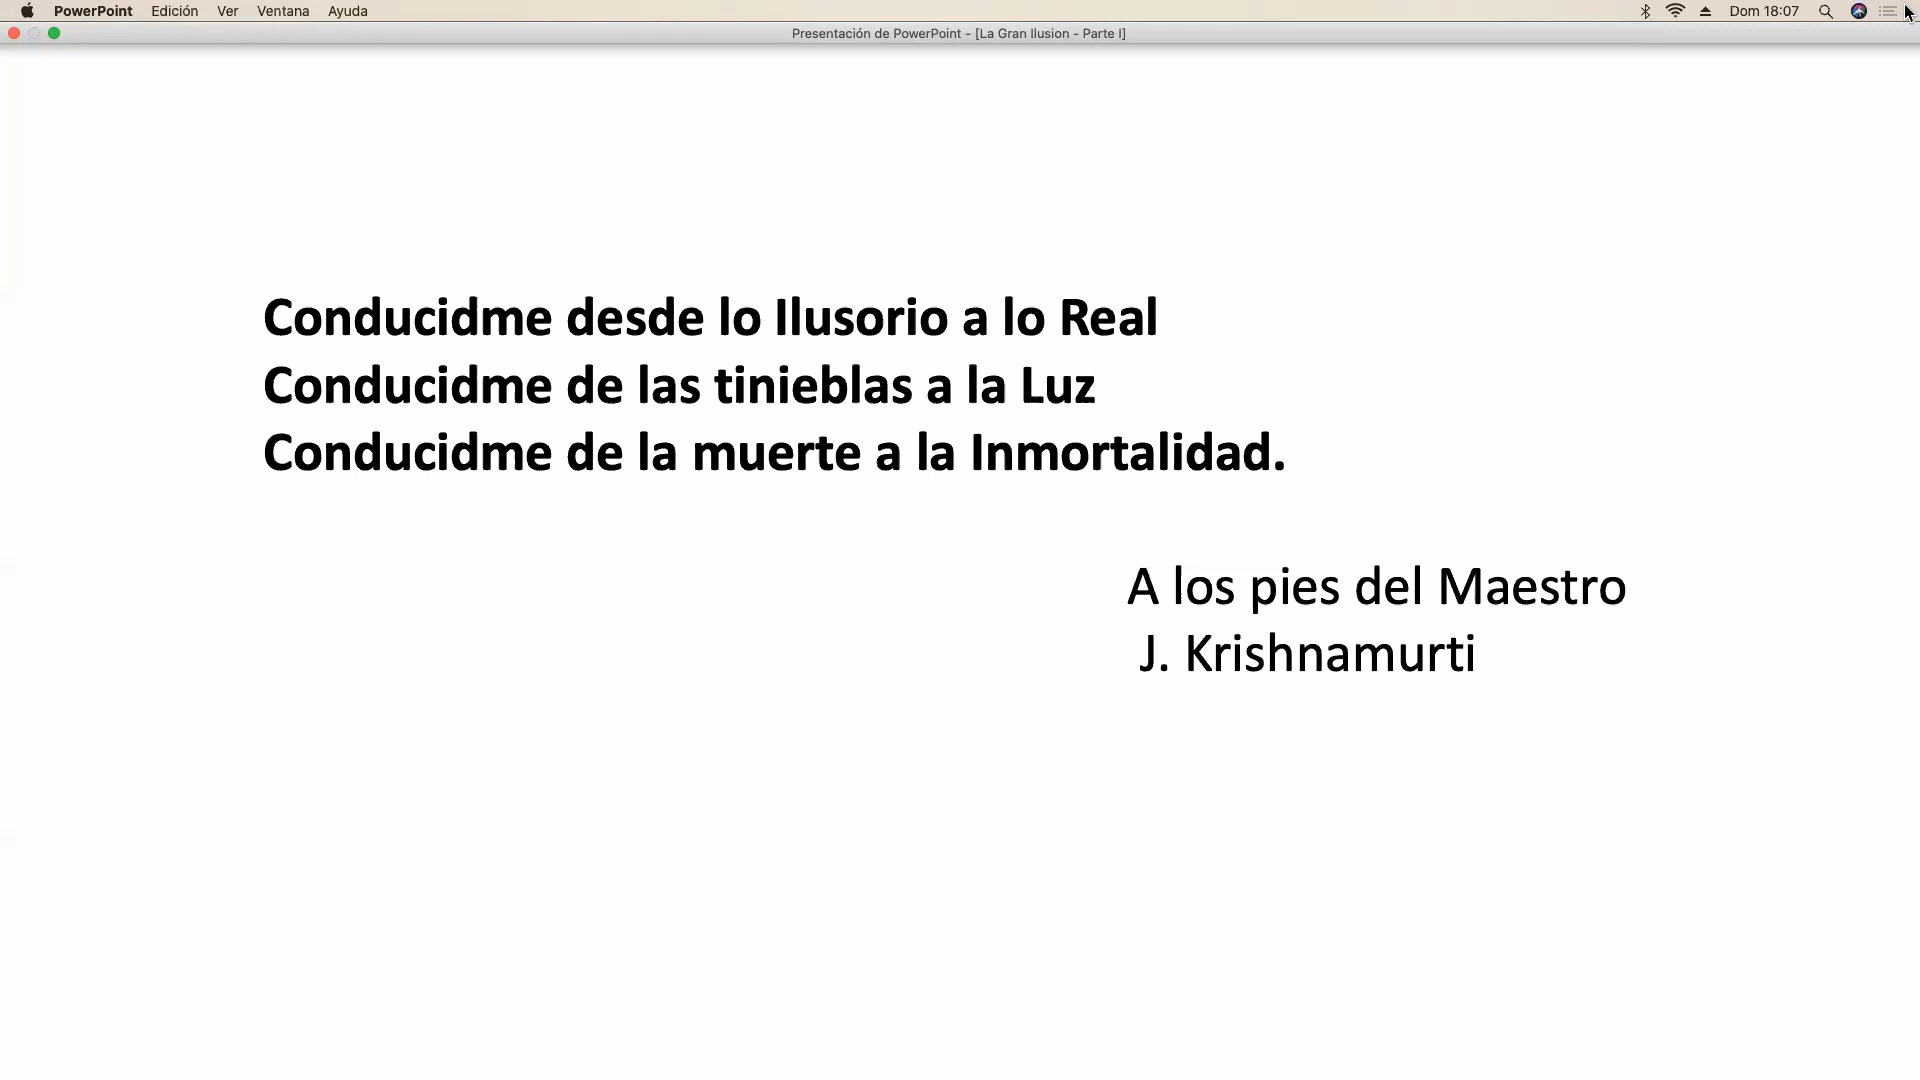 PowerPoint Edición Ver Ventana Ayuda Dom 18:07
Presentación de PowerPoint - [La Gran Ilusion - Parte I]
Conducidme desde lo Ilusorio a lo Real
Conducidme de las tinieblas a la Luz
Conducidme de la muerte a la Inmortalidad.
A los pies del Maestro
J. Krishnamurti